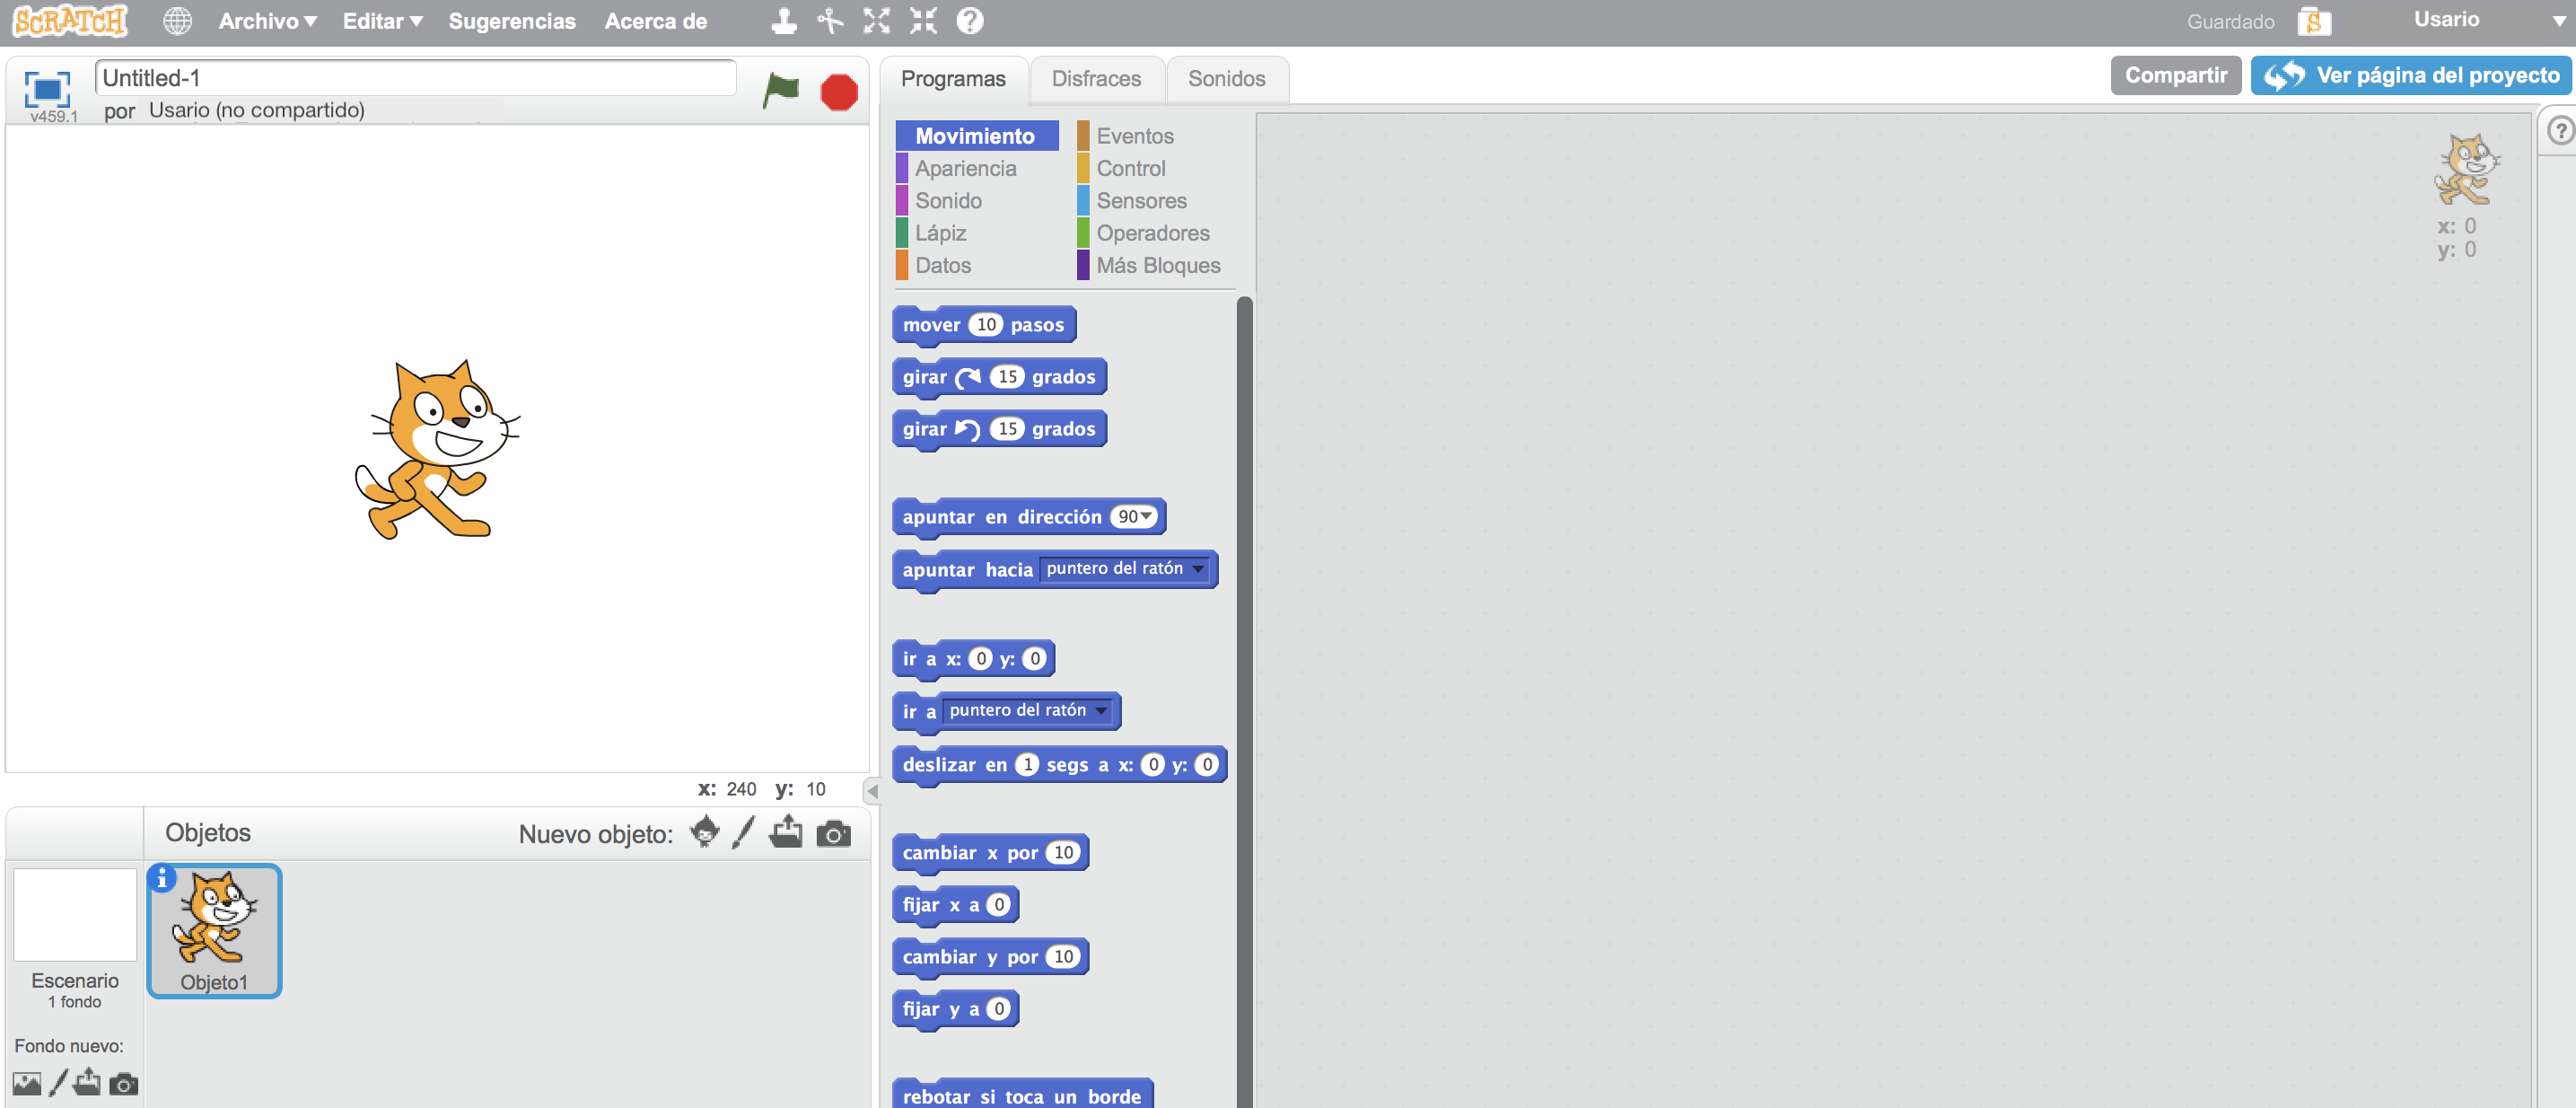 SCRATCH Archivo Editar Sugerencias Acerca de Guardado Usario
Untitled-1
v459.1 por Usario (no compartido)
Programas Disfraces Sonidos
Compartir Ver página del proyecto
Movimiento Eventos
Apariencia Control
Sonido Sensores
Lápiz Operadores
Datos Más Bloques
x: 0
y: 0
mover 10 pasos
girar 15 grados
girar 15 grados
apuntar en dirección 90
apuntar hacia puntero del ratón
ir a x: 0 y: 0
ir a puntero del ratón
deslizar en 1 segs a x: 0 y: 0
cambiar x por 10
fijar x a 0
cambiar y por 10
fijar y a 0
rebotar si toca un borde
x: 240 y: 10
Objetos Nuevo objeto:
Objeto1
Escenario
1 fondo
Fondo nuevo: